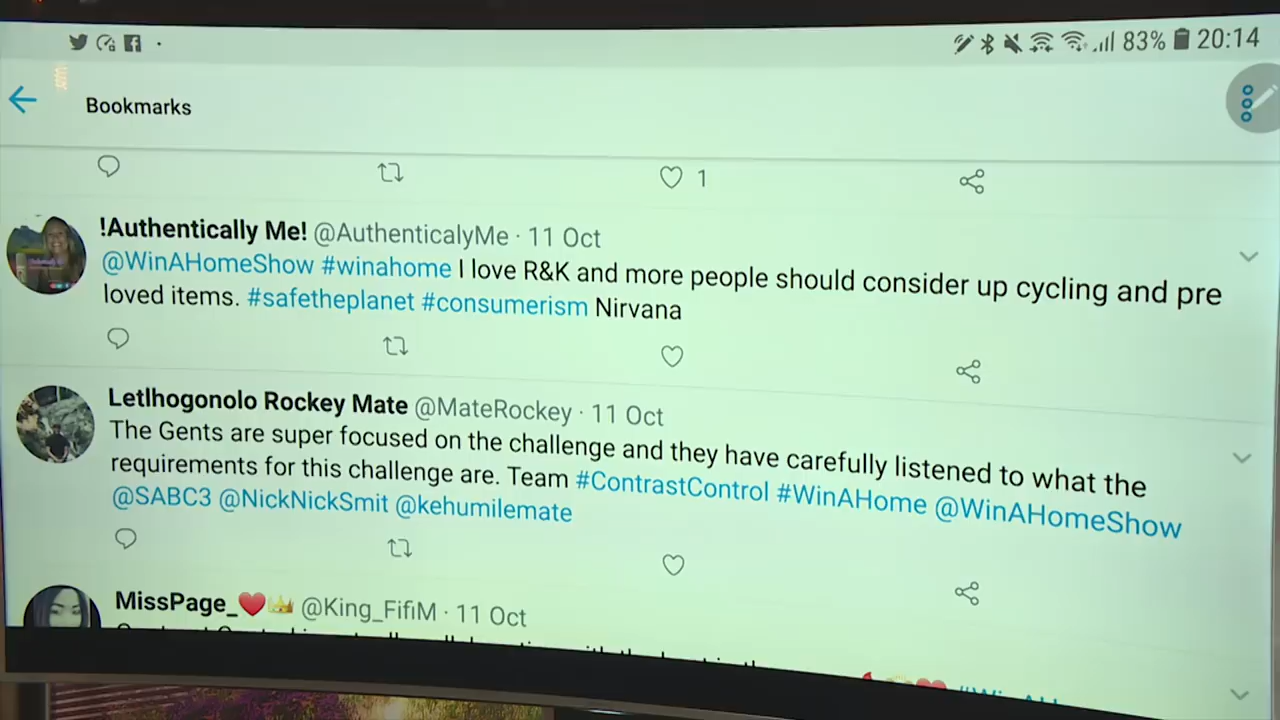 83% 20:14
Bookmarks
1
!Authentically Me! @AuthenticalyMe · 11 Oct
@WinAHomeShow #winahome I love R&K and more people should consider up cycling and pre
loved items. #safetheplanet #consumerism Nirvana
Letlhogonolo Rockey Mate @MateRockey · 11 Oct
The Gents are super focused on the challenge and they have carefully listened to what the
requirements for this challenge are. Team #ContrastControl #WinAHome @WinAHomeShow
@SABC3 @NickNickSmit @kehumilemate
MissPage_❤️👑 @King_FifiM · 11 Oct